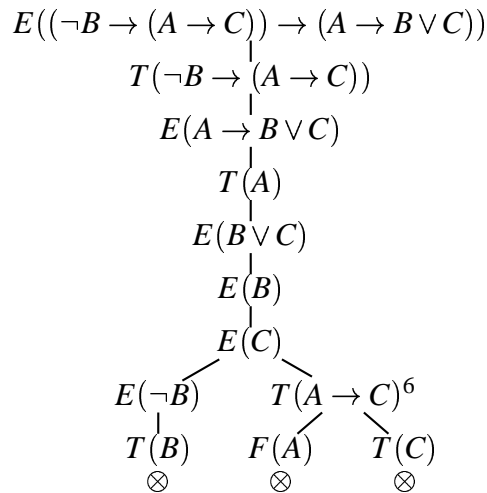 E((¬B → (A → C)) → (A → B ∨ C))
T(¬B → (A → C))
E(A → B ∨ C)
T(A)
E(B ∨ C)
E(B)
E(C)
E(¬B) T(A → C)⁶
T(B) F(A) T(C)
⊗ ⊗ ⊗